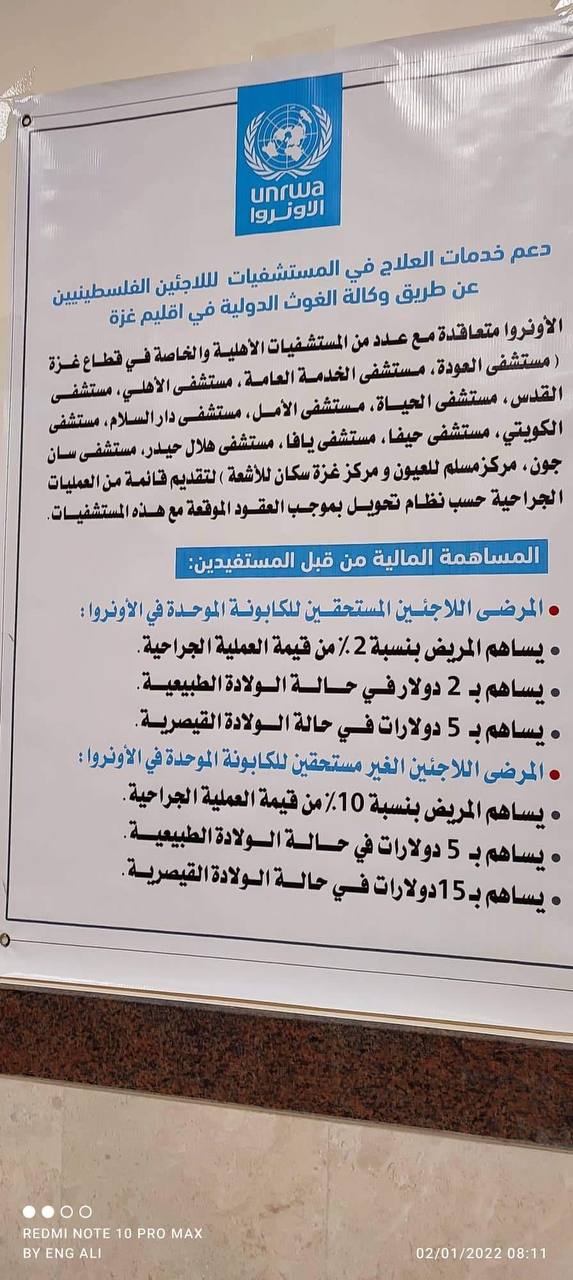 unrwa
الاونروا
دعم خدمات العلاج في المستشفيات لللاجئين الفلسطينيين
عن طريق وكالة الغوث الدولية في اقليم غزة
الأونروا متعاقدة مع عدد من المستشفيات الأهلية والخاصة في قطاع غزة
( مستشفى العودة، مستشفى الخدمة العامة، مستشفى الأهلي، مستشفى
القدس، مستشفى الحياة، مستشفى الأمل، مستشفى دار السلام، مستشفى
الكويتي، مستشفى حيفا، مستشفى يافا، مستشفى هلال حيدر، مستشفى سان
جون، مركز مسلم للعيون و مركز غزة سكان للأشعة ) لتقديم قائمة من العمليات
الجراحية حسب نظام تحويل بموجب العقود الموقعة مع هذه المستشفيات.
المساهمة المالية من قبل المستفيدين:
• المرضى اللاجئين المستحقين للكابونة الموحدة في الأونروا :
• يساهم المريض بنسبة 2 ٪ من قيمة العملية الجراحية.
• يساهم بـ 2 دولار في حالة الولادة الطبيعية.
• يساهم بـ 5 دولارات في حالة الولادة القيصرية.
• المرضى اللاجئين الغير مستحقين للكابونة الموحدة في الأونروا :
• يساهم المريض بنسبة 10٪ من قيمة العملية الجراحية.
• يساهم بـ 5 دولارات في حالة الولادة الطبيعية.
• يساهم بـ15دولارات في حالة الولادة القيصرية.
REDMI NOTE 10 PRO MAX
BY ENG ALI
02/01/2022 08:11